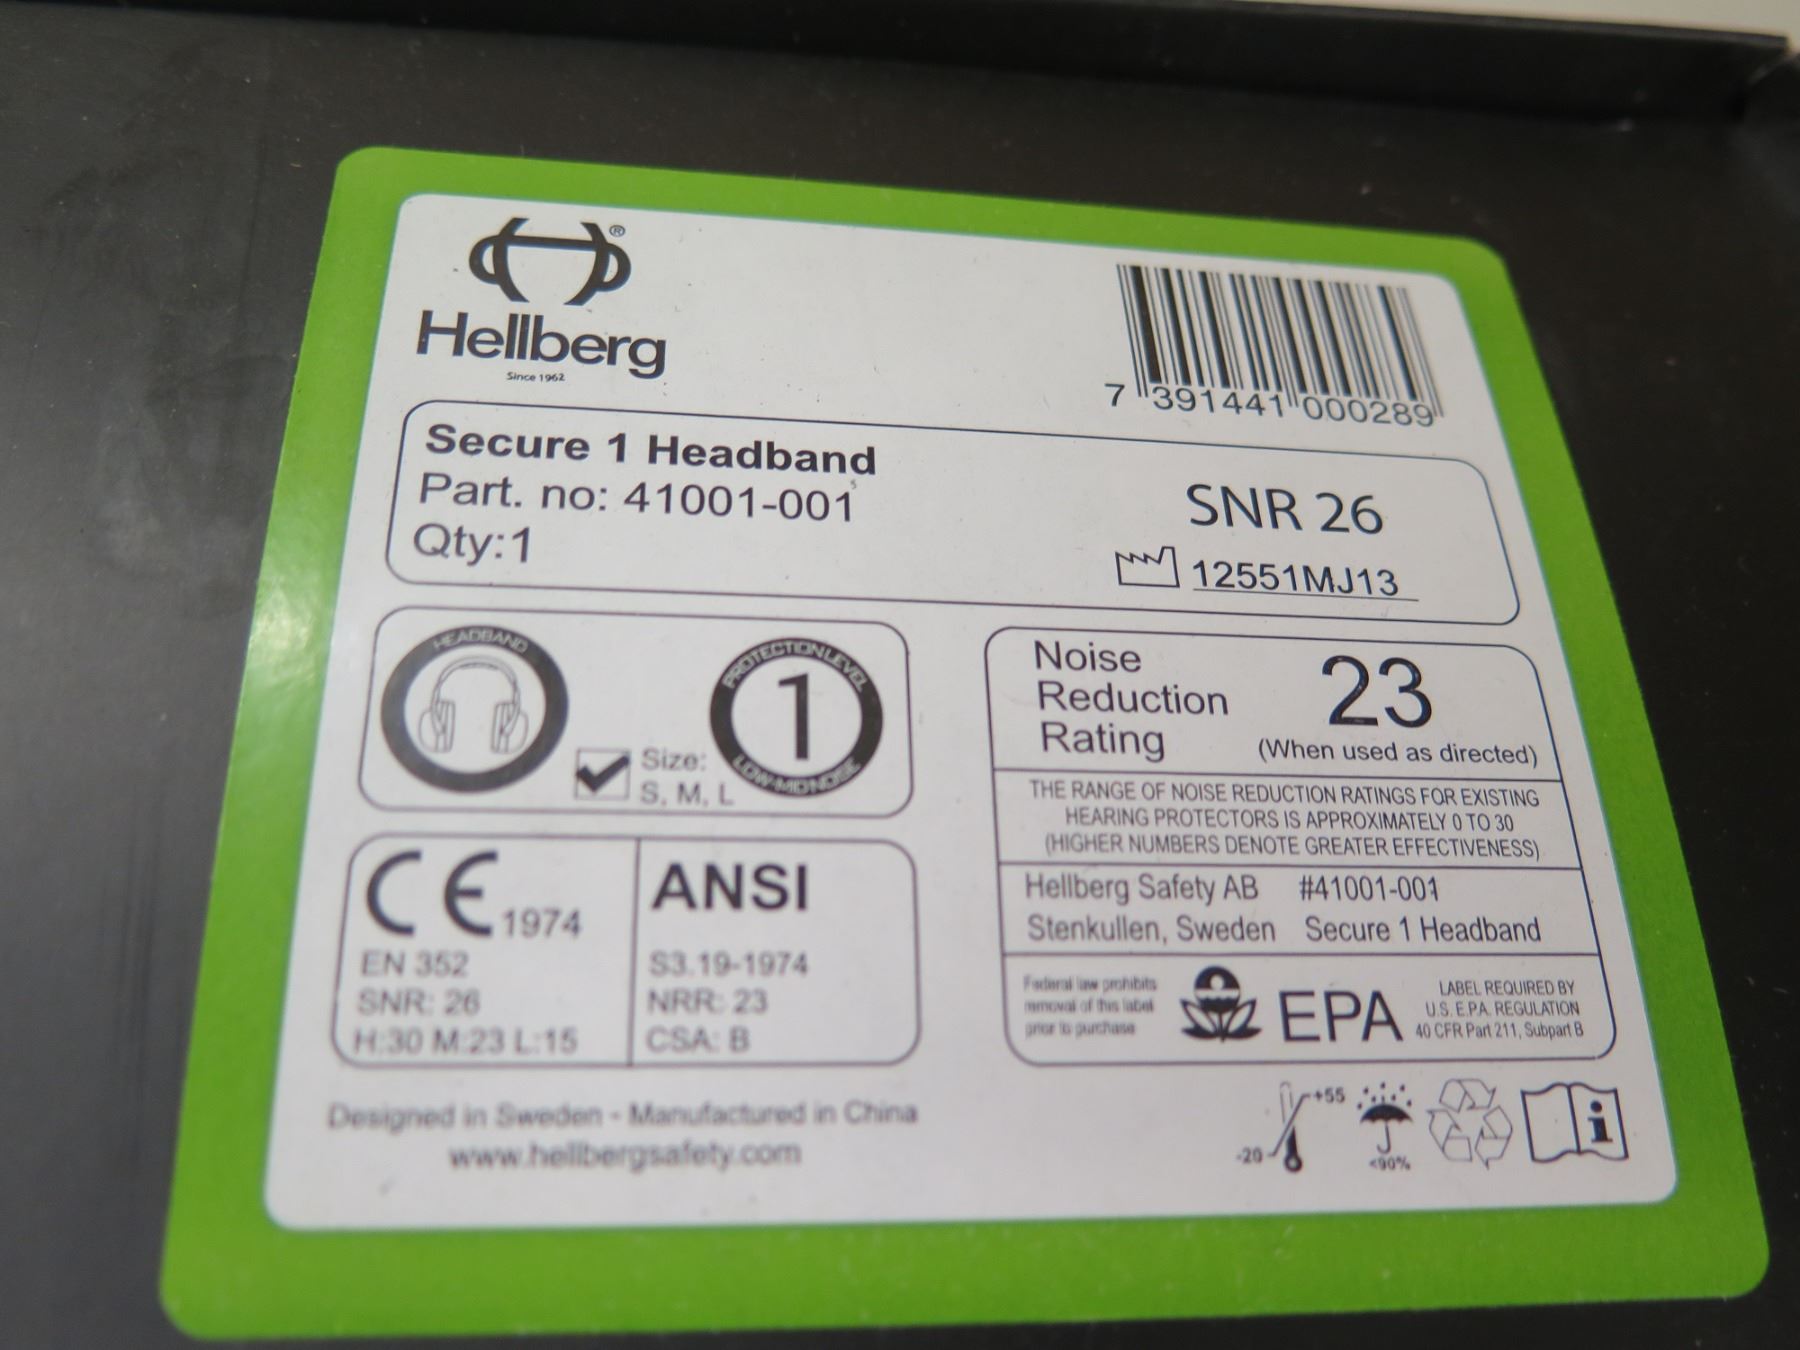 ®
Hellberg
Since 1962
7 391441 000289
Secure 1 Headband
Part. no: 41001-001
Qty:1
SNR 26
12551MJ13
HEADBAND
Size:
S, M, L
PROTECTION LEVEL
1
LOW-MID NOISE
Noise
Reduction
Rating
23
(When used as directed)
THE RANGE OF NOISE REDUCTION RATINGS FOR EXISTING
HEARING PROTECTORS IS APPROXIMATELY 0 TO 30
(HIGHER NUMBERS DENOTE GREATER EFFECTIVENESS)
Hellberg Safety AB #41001-001
Stenkullen, Sweden Secure 1 Headband
Federal law prohibits
removal of this label
prior to purchase
EPA
LABEL REQUIRED BY
U.S. E.P.A. REGULATION
40 CFR Part 211, Subpart B
CE 1974
EN 352
SNR: 26
H:30 M:23 L:15
ANSI
S3.19-1974
NRR: 23
CSA: B
Designed in Sweden - Manufactured in China
www.hellbergsafety.com
-20
+55
<90%
i